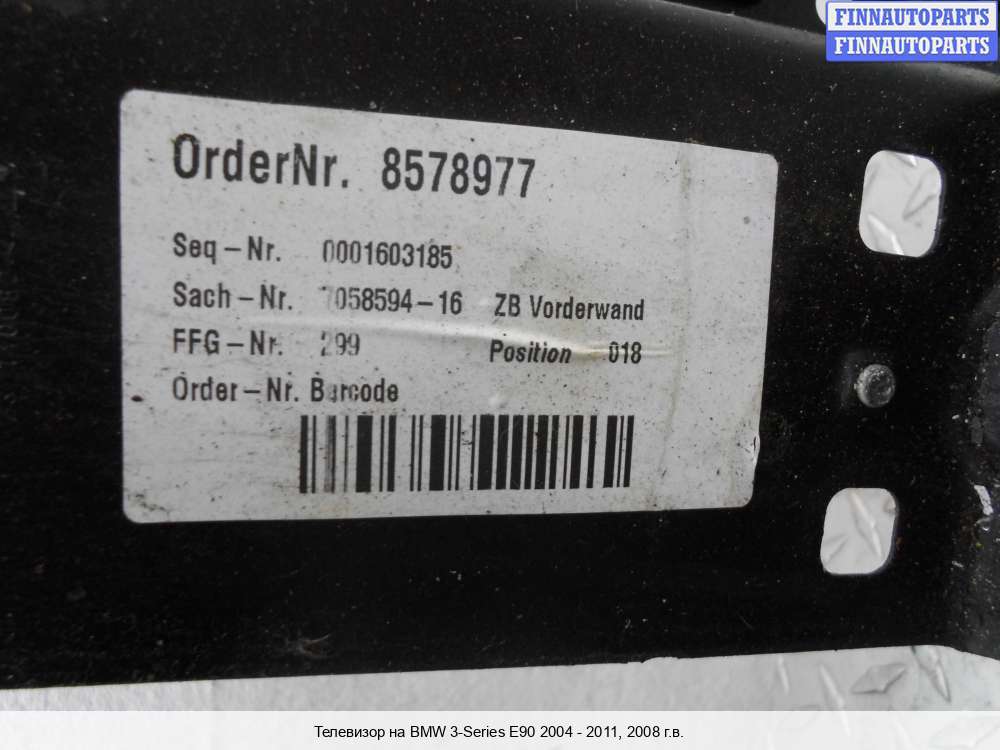 FINNAUTOPARTS
FINNAUTOPARTS
OrderNr. 8578977
Seq-Nr. 0001603185
Sach-Nr. 7058594-16 ZB Vorderwand
FFG-Nr. 299 Position 018
Order-Nr. Barcode
Телевизор на BMW 3-Series E90 2004 - 2011, 2008 г.в.